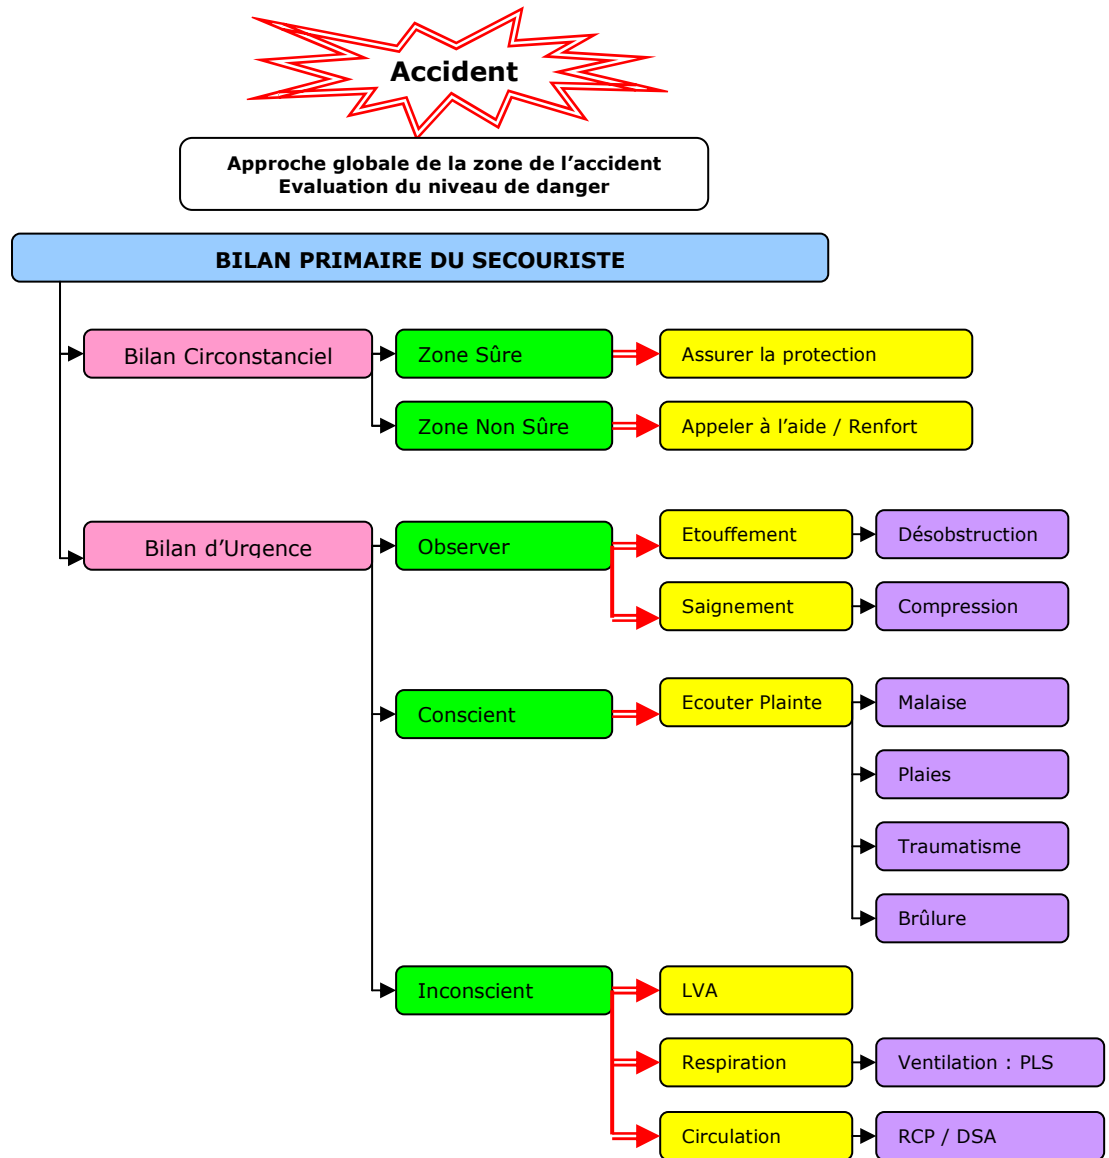 Accident
Approche globale de la zone de l’accident
Evaluation du niveau de danger
BILAN PRIMAIRE DU SECOURISTE
Bilan Circonstanciel
Zone Sûre
Assurer la protection
Zone Non Sûre
Appeler à l’aide / Renfort
Bilan d’Urgence
Observer
Etouffement
Désobstruction
Saignement
Compression
Conscient
Ecouter Plainte
Malaise
Plaies
Traumatisme
Brûlure
Inconscient
LVA
Respiration
Ventilation : PLS
Circulation
RCP / DSA